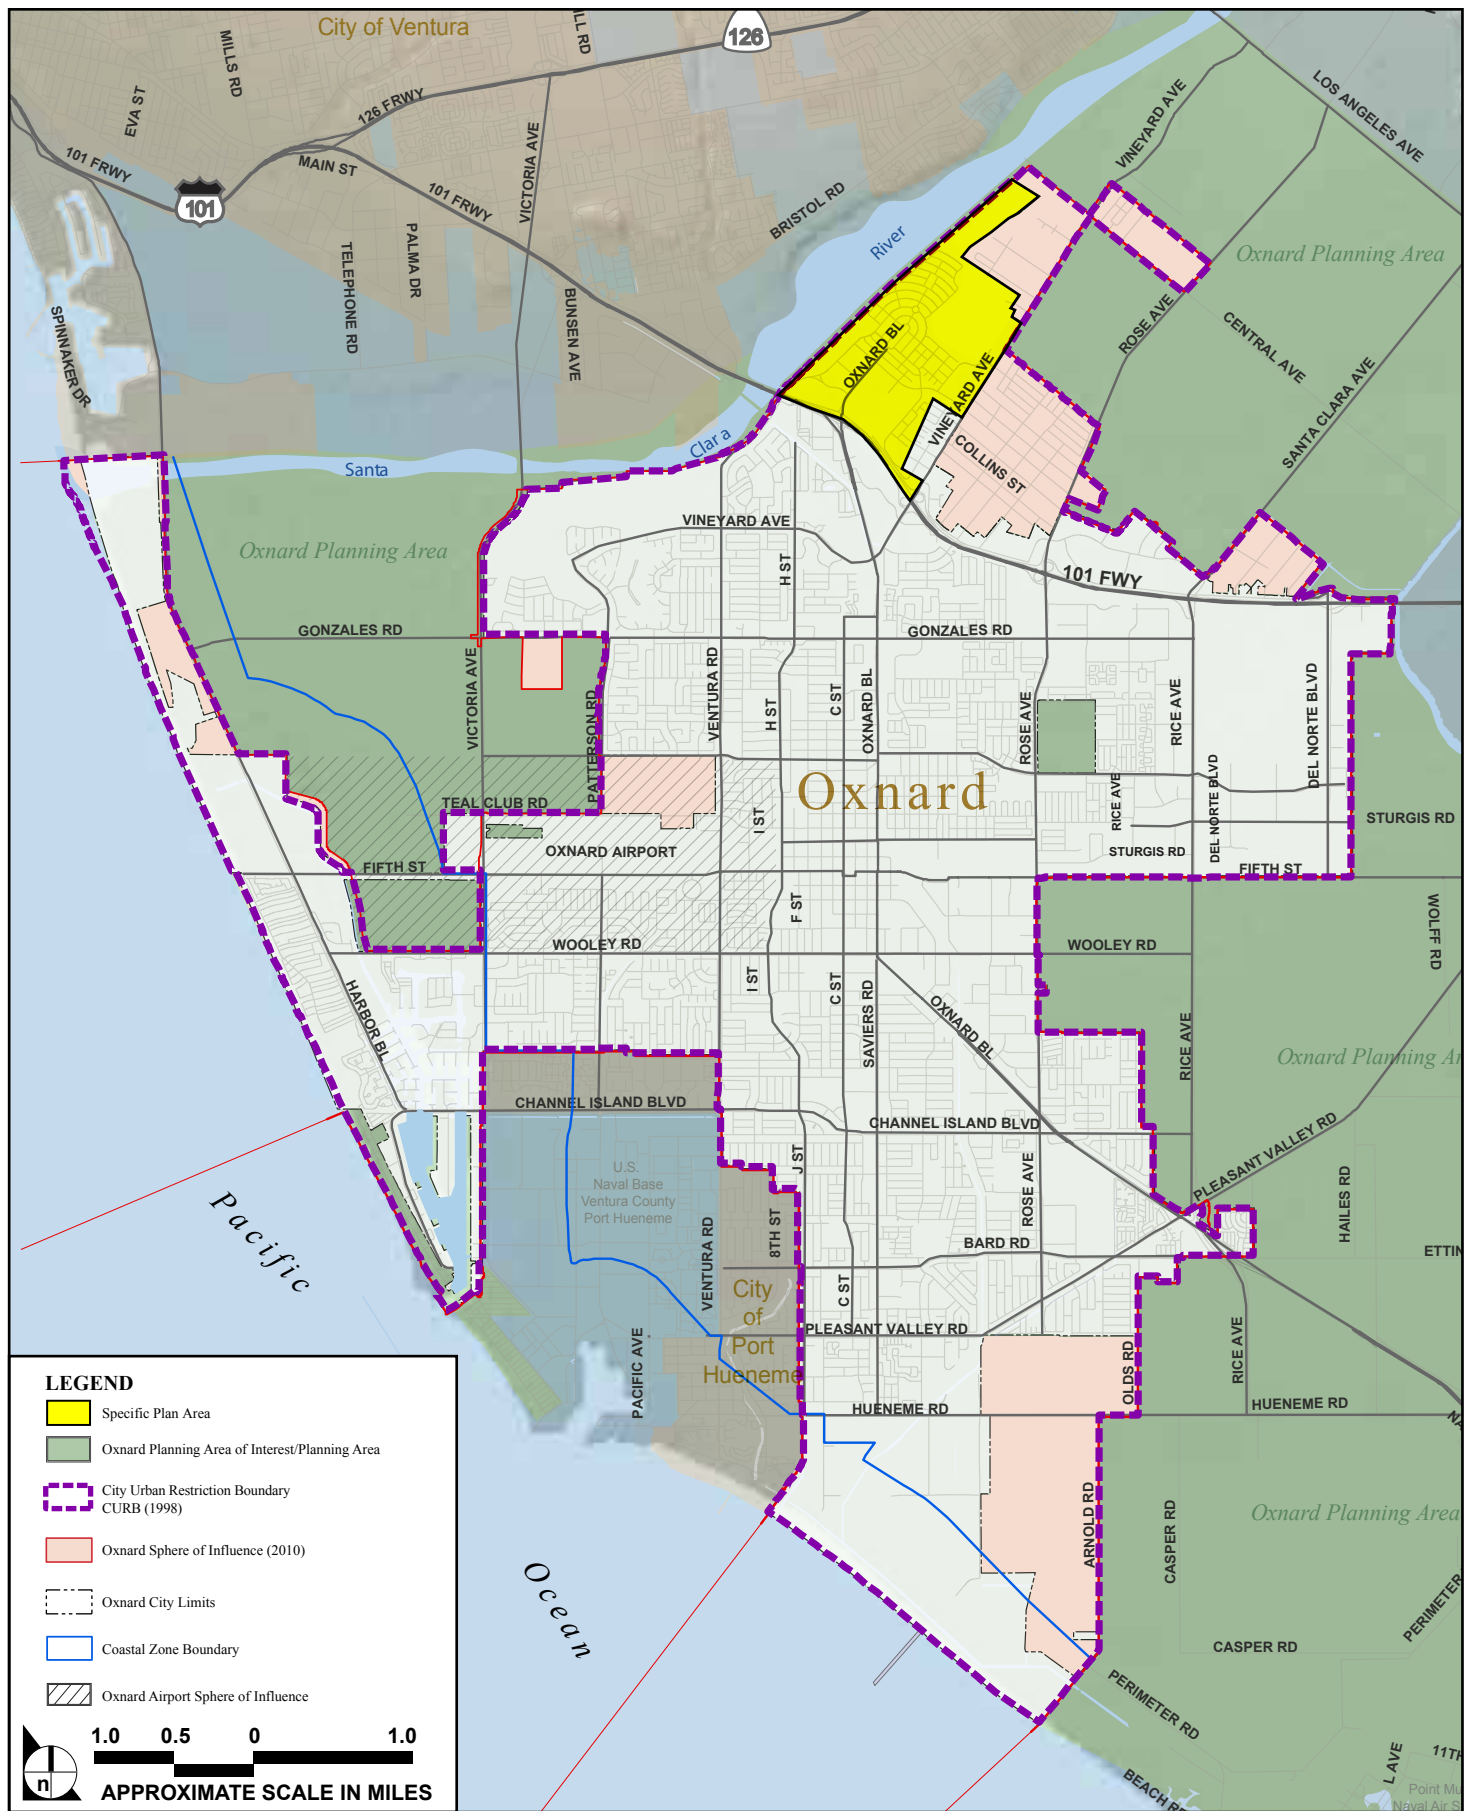 City of Ventura
126
MILLS RD
EVA ST
126 FRWY
101 FRWY
MAIN ST
101
101 FRWY
VICTORIA AVE
PALMA DR
TELEPHONE RD
BUNSEN AVE
BRISTOL RD
SPINNAKER DR
River
Clara
Santa
VINEYARD AVE
LOS ANGELES AVE
Oxnard Planning Area
ROSE AVE
CENTRAL AVE
SANTA CLARA AVE
OXNARD BL
VINEYARD AVE
COLLINS ST
VINEYARD AVE
H ST
101 FWY
Oxnard Planning Area
GONZALES RD
GONZALES RD
VICTORIA AVE
PATTERSON RD
VENTURA RD
H ST
C ST
OXNARD BL
ROSE AVE
RICE AVE
DEL NORTE BLVD
Oxnard
TEAL CLUB RD
I ST
RICE AVE
DEL NORTE BLVD
STURGIS RD
OXNARD AIRPORT
STURGIS RD
FIFTH ST
FIFTH ST
F ST
WOLFF RD
WOOLEY RD
WOOLEY RD
HARBOR BL
I ST
C ST
SAVIERS RD
OXNARD BL
RICE AVE
CHANNEL ISLAND BLVD
CHANNEL ISLAND BLVD
PLEASANT VALLEY RD
U.S.
Naval Base
Ventura County
Port Hueneme
J ST
ROSE AVE
HAILES RD
Pacific
VENTURA RD
8TH ST
BARD RD
City
of
Port
Hueneme
C ST
PLEASANT VALLEY RD
PACIFIC AVE
OLDS RD
RICE AVE
HUENEME RD
HUENEME RD
ARNOLD RD
CASPER RD
Oxnard Planning Area
Ocean
CASPER RD
PERIMETER
PERIMETER RD
L AVE
LEGEND
Specific Plan Area
Oxnard Planning Area of Interest/Planning Area
City Urban Restriction Boundary
CURB (1998)
Oxnard Sphere of Influence (2010)
Oxnard City Limits
Coastal Zone Boundary
Oxnard Airport Sphere of Influence
1.0 0.5 0 1.0
n
APPROXIMATE SCALE IN MILES